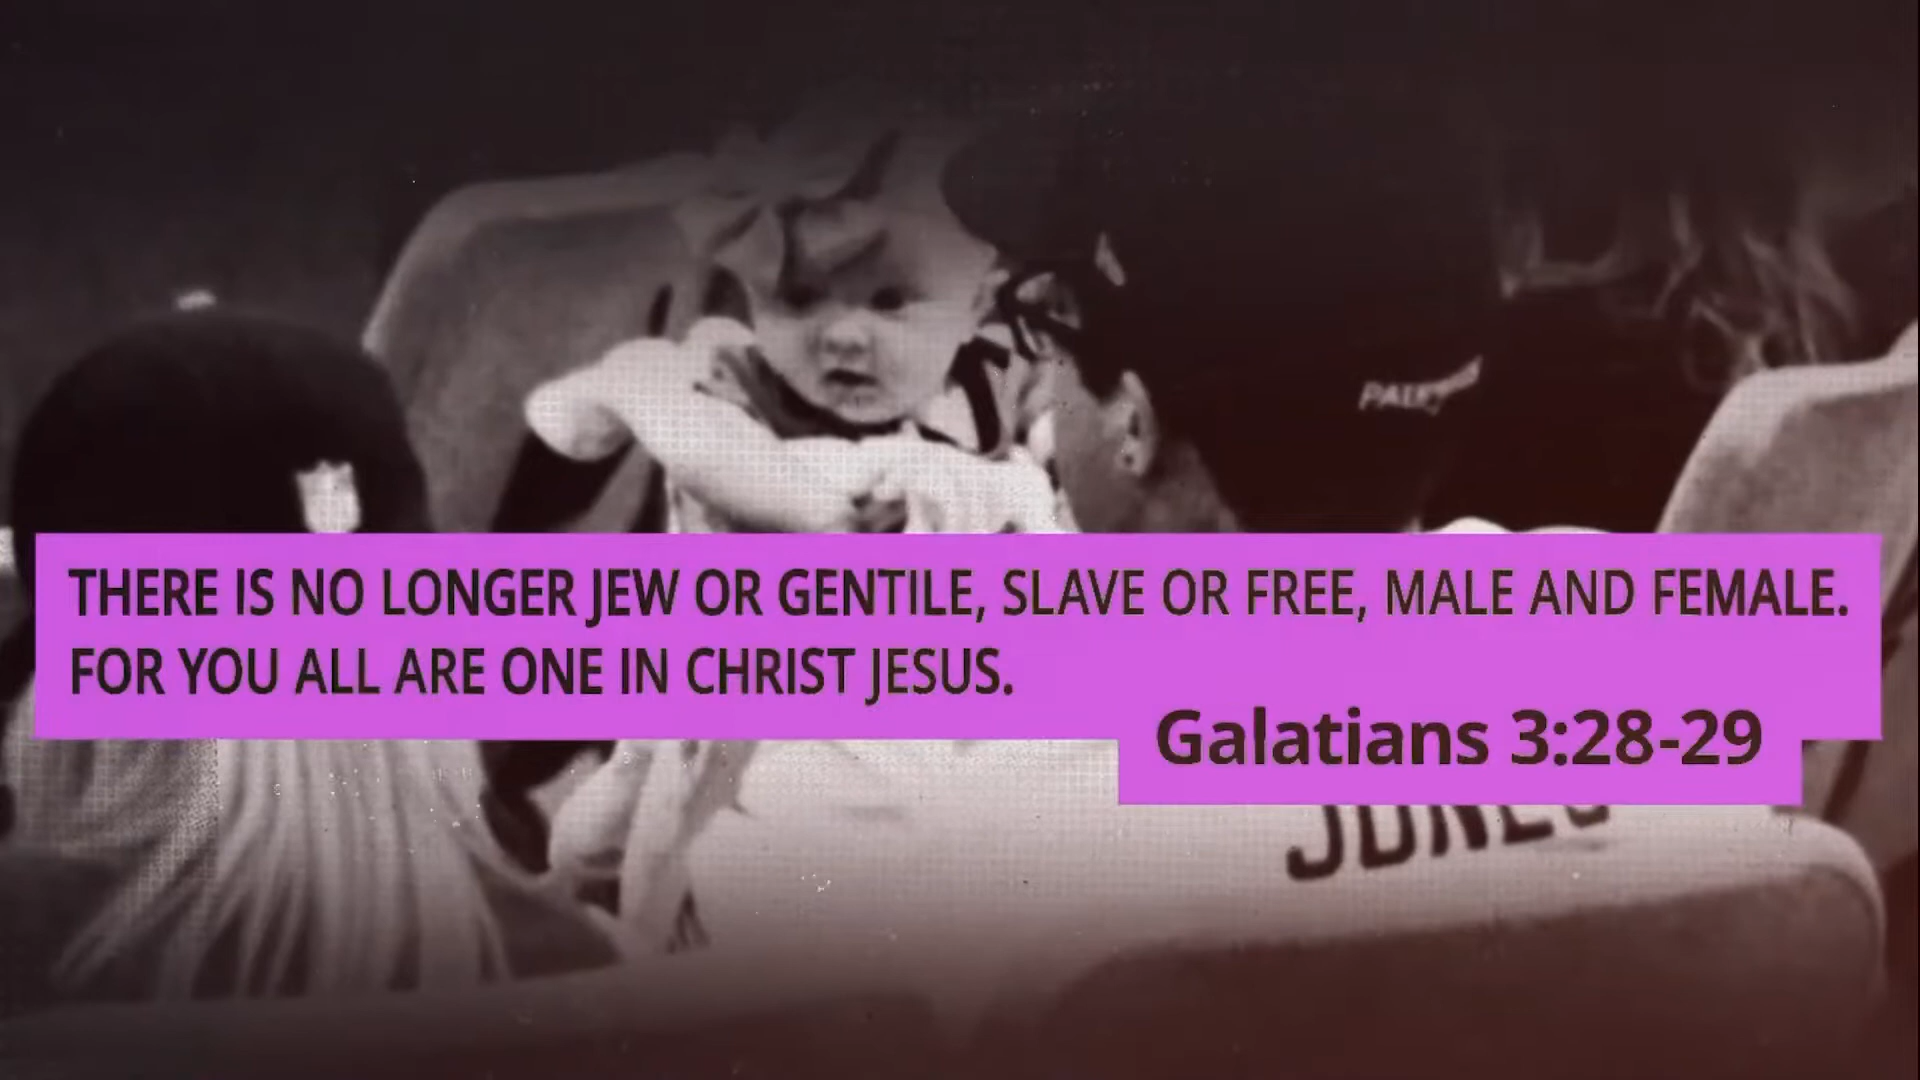 THERE IS NO LONGER JEW OR GENTILE, SLAVE OR FREE, MALE AND FEMALE.
FOR YOU ALL ARE ONE IN CHRIST JESUS.
Galatians 3:28-29
JONES